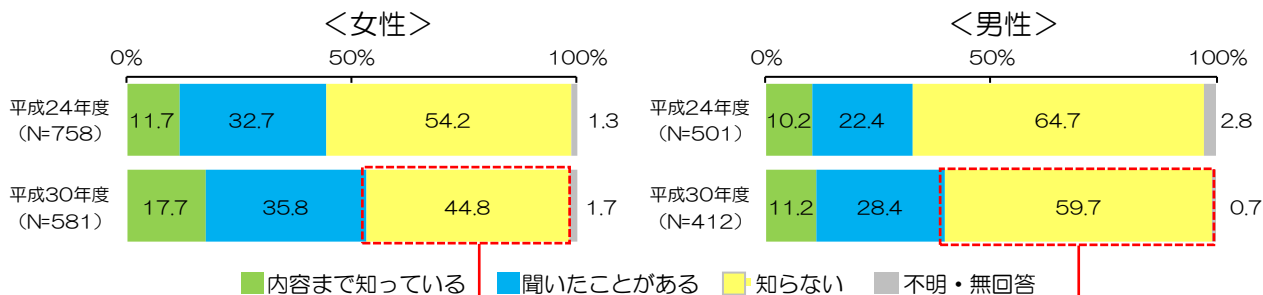 ＜女性＞
0% 50% 100%
平成24年度
（N=758）
11.7 32.7 54.2 1.3
平成30年度
（N=581）
17.7 35.8 44.8 1.7
＜男性＞
0% 50% 100%
平成24年度
（N=501）
10.2 22.4 64.7 2.8
平成30年度
（N=412）
11.2 28.4 59.7 0.7
内容まで知っている 聞いたことがある 知らない 不明・無回答